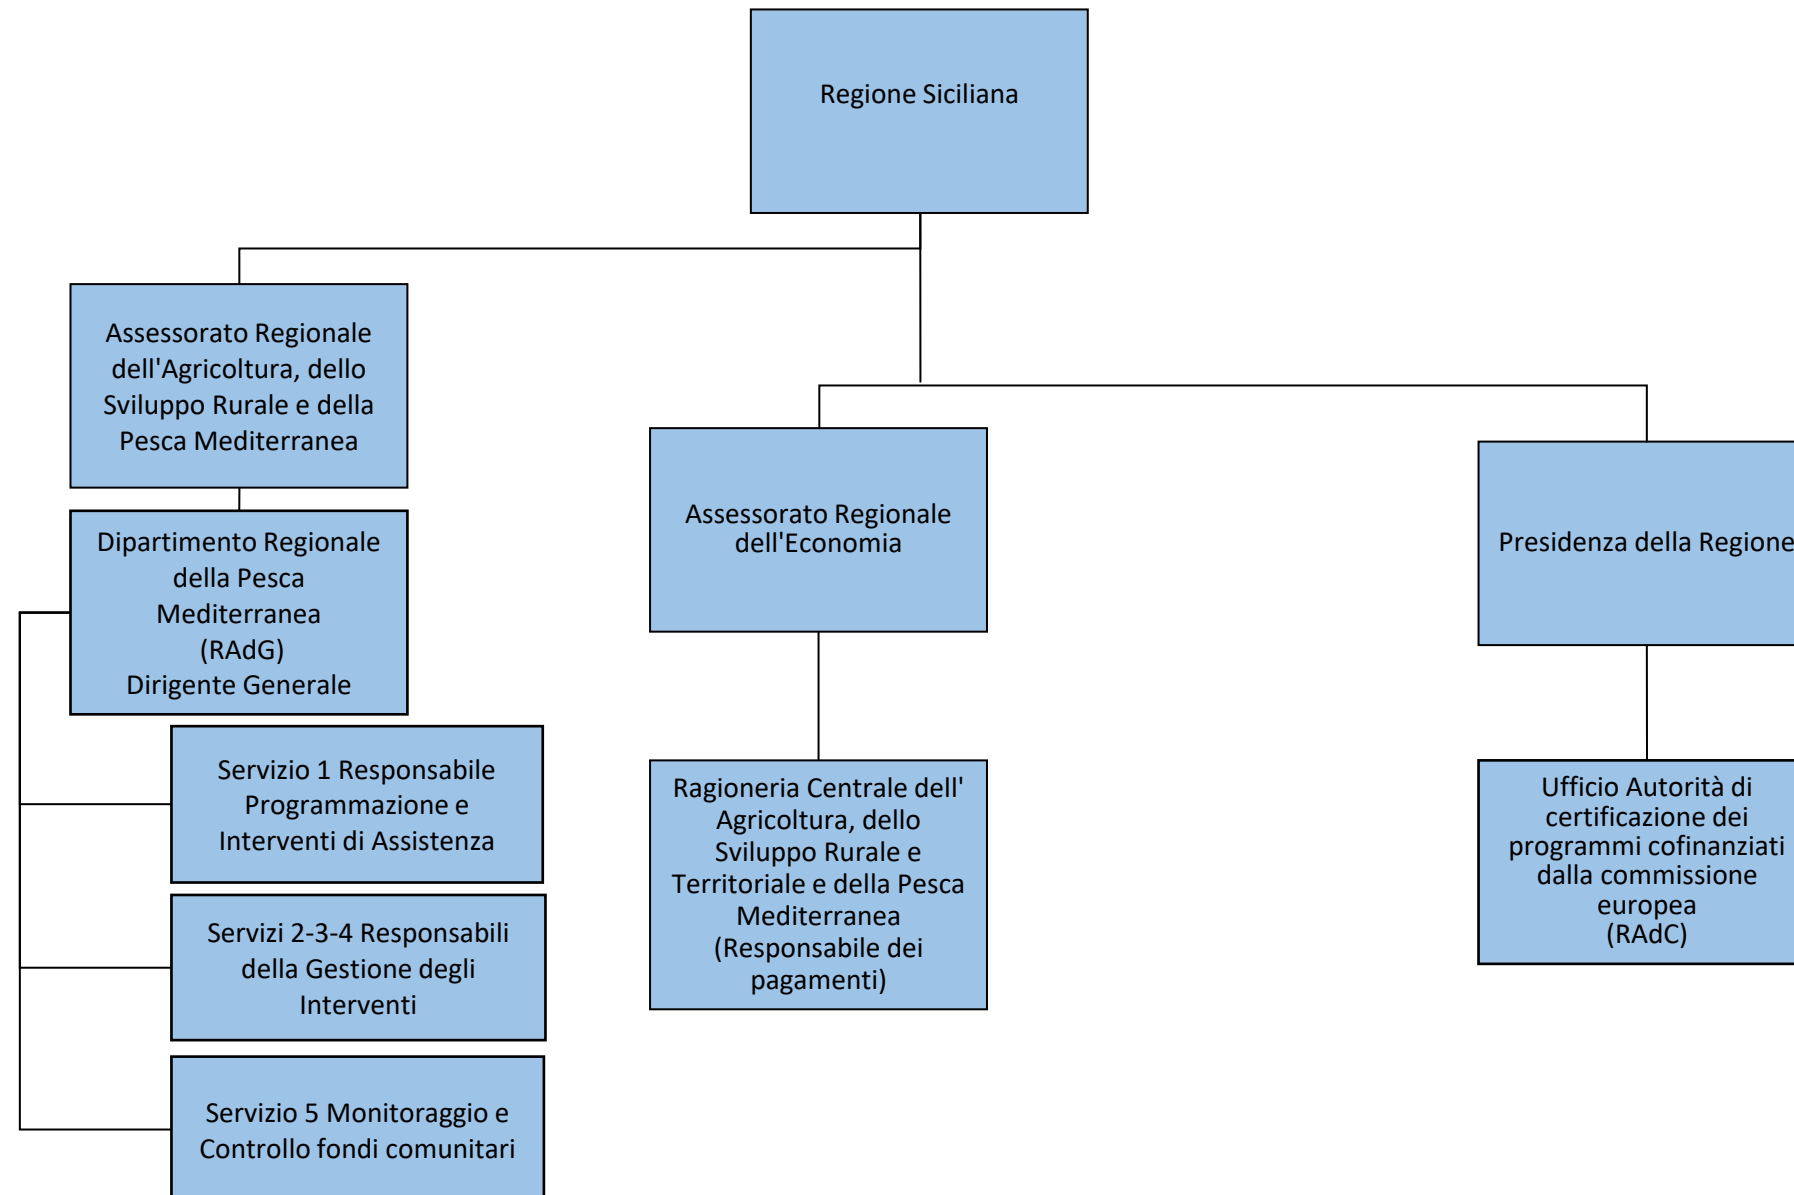 Regione Siciliana
Assessorato Regionale
dell'Agricoltura, dello
Sviluppo Rurale e della
Pesca Mediterranea
Dipartimento Regionale
della Pesca
Mediterranea
(RAdG)
Dirigente Generale
Servizio 1 Responsabile
Programmazione e
Interventi di Assistenza
Servizi 2-3-4 Responsabili
della Gestione degli
Interventi
Servizio 5 Monitoraggio e
Controllo fondi comunitari
Assessorato Regionale
dell'Economia
Ragioneria Centrale dell'
Agricoltura, dello
Sviluppo Rurale e
Territoriale e della Pesca
Mediterranea
(Responsabile dei
pagamenti)
Presidenza della Regione
Ufficio Autorità di
certificazione dei
programmi cofinanziati
dalla commissione
europea
(RAdC)